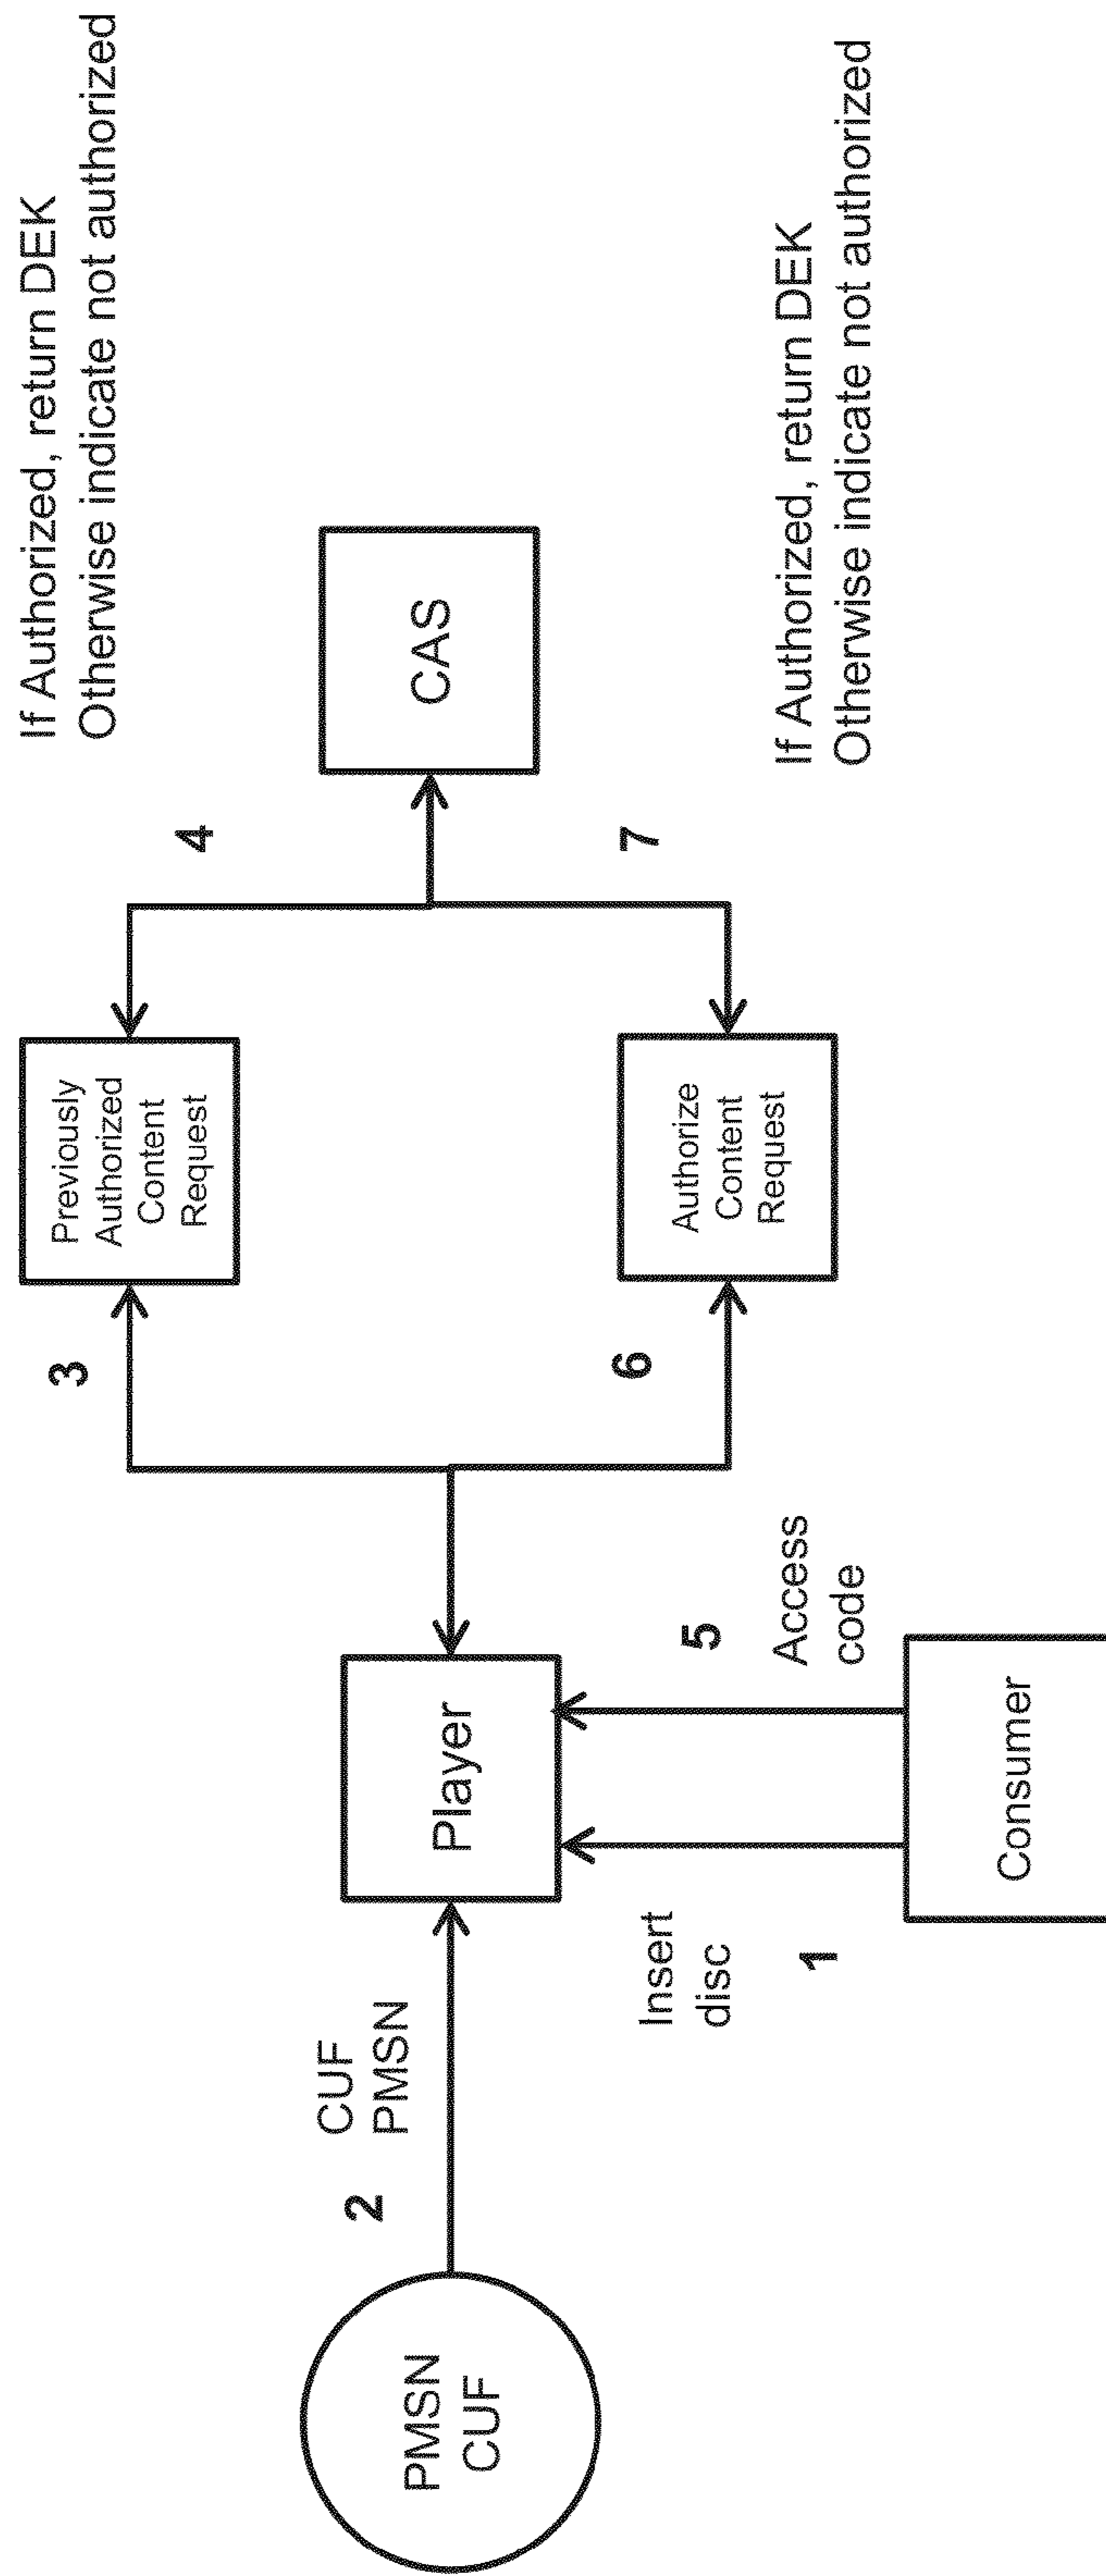 PMSN
CUF
2
CUF
PMSN
Player
Insert
disc
1
5
Access
code
Consumer
3
Previously
Authorized
Content
Request
6
Authorize
Content
Request
4
7
CAS
If Authorized, return DEK
Otherwise indicate not authorized
If Authorized, return DEK
Otherwise indicate not authorized